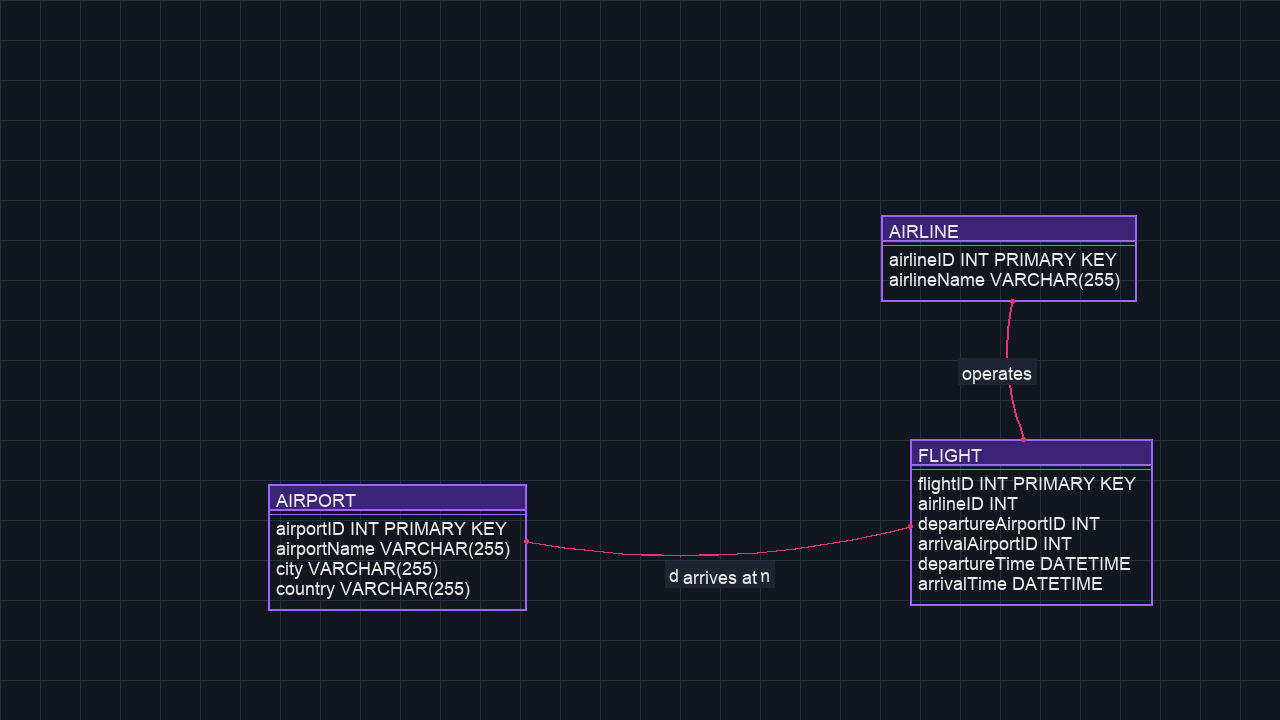 AIRLINE
airlineID INT PRIMARY KEY
airlineName VARCHAR(255)
operates
FLIGHT
flightID INT PRIMARY KEY
airlineID INT
departureAirportID INT
arrivalAirportID INT
departureTime DATETIME
arrivalTime DATETIME
AIRPORT
airportID INT PRIMARY KEY
airportName VARCHAR(255)
city VARCHAR(255)
country VARCHAR(255)
arrives at